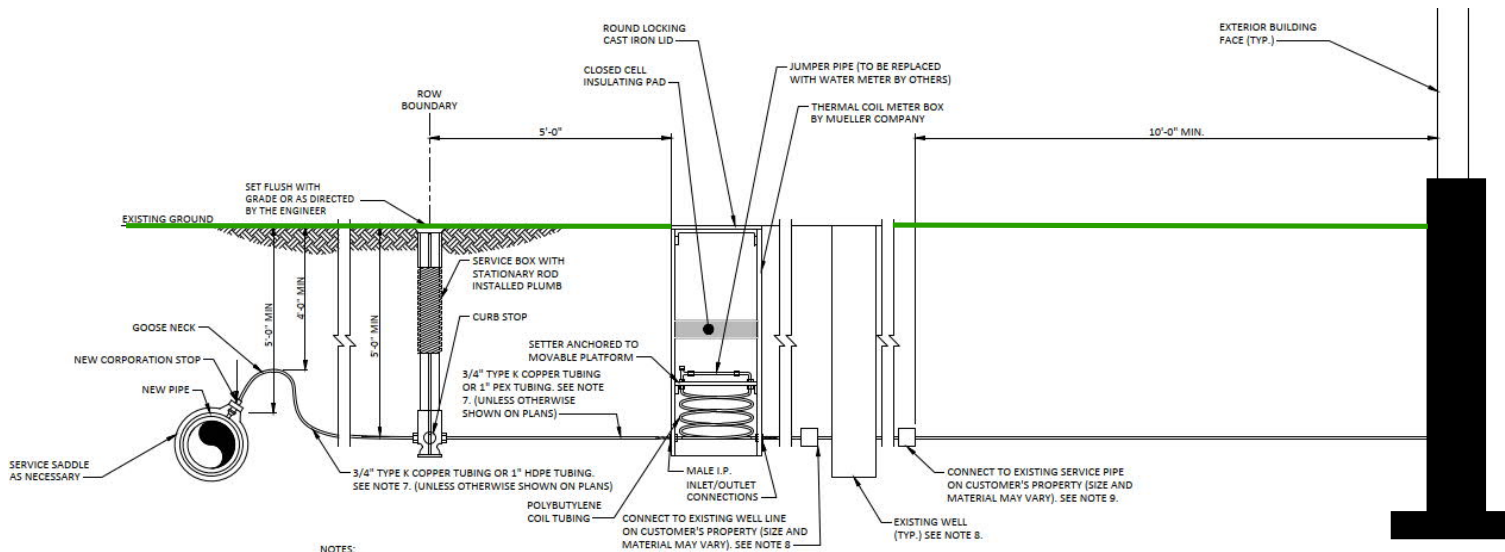 ROUND LOCKING
CAST IRON LID
EXTERIOR BUILDING
FACE (TYP.)
CLOSED CELL
INSULATING PAD
JUMPER PIPE (TO BE REPLACED
WITH WATER METER BY OTHERS)
ROW
BOUNDARY
THERMAL COIL METER BOX
BY MUELLER COMPANY
5'-0"
10'-0" MIN.
SET FLUSH WITH
GRADE OR AS DIRECTED
BY THE ENGINEER
EXISTING GROUND
SERVICE BOX WITH
STATIONARY ROD
INSTALLED PLUMB
4'-0" MIN
5'-0" MIN
5'-0" MIN
GOOSE NECK
CURB STOP
NEW CORPORATION STOP
SETTER ANCHORED TO
MOVABLE PLATFORM
NEW PIPE
3/4" TYPE K COPPER TUBING
OR 1" PEX TUBING. SEE NOTE
7. (UNLESS OTHERWISE
SHOWN ON PLANS)
SERVICE SADDLE
AS NECESSARY
3/4" TYPE K COPPER TUBING OR 1" HDPE TUBING.
SEE NOTE 7. (UNLESS OTHERWISE SHOWN ON PLANS)
MALE I.P.
INLET/OUTLET
CONNECTIONS
CONNECT TO EXISTING SERVICE PIPE
ON CUSTOMER'S PROPERTY (SIZE AND
MATERIAL MAY VARY). SEE NOTE 9.
POLYBUTYLENE
COIL TUBING
CONNECT TO EXISTING WELL LINE
ON CUSTOMER'S PROPERTY (SIZE AND
MATERIAL MAY VARY). SEE NOTE 8
EXISTING WELL
(TYP.) SEE NOTE 8.
NOTES: